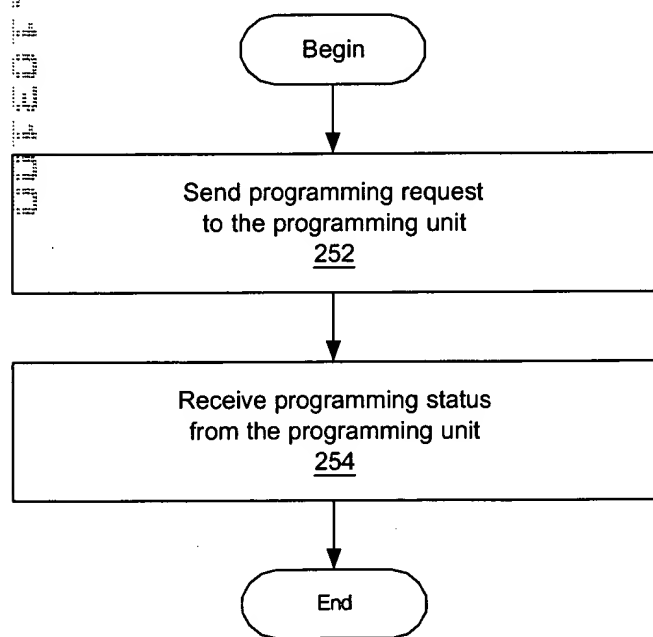 Begin
Send programming request
to the programming unit
252
Receive programming status
from the programming unit
254
End